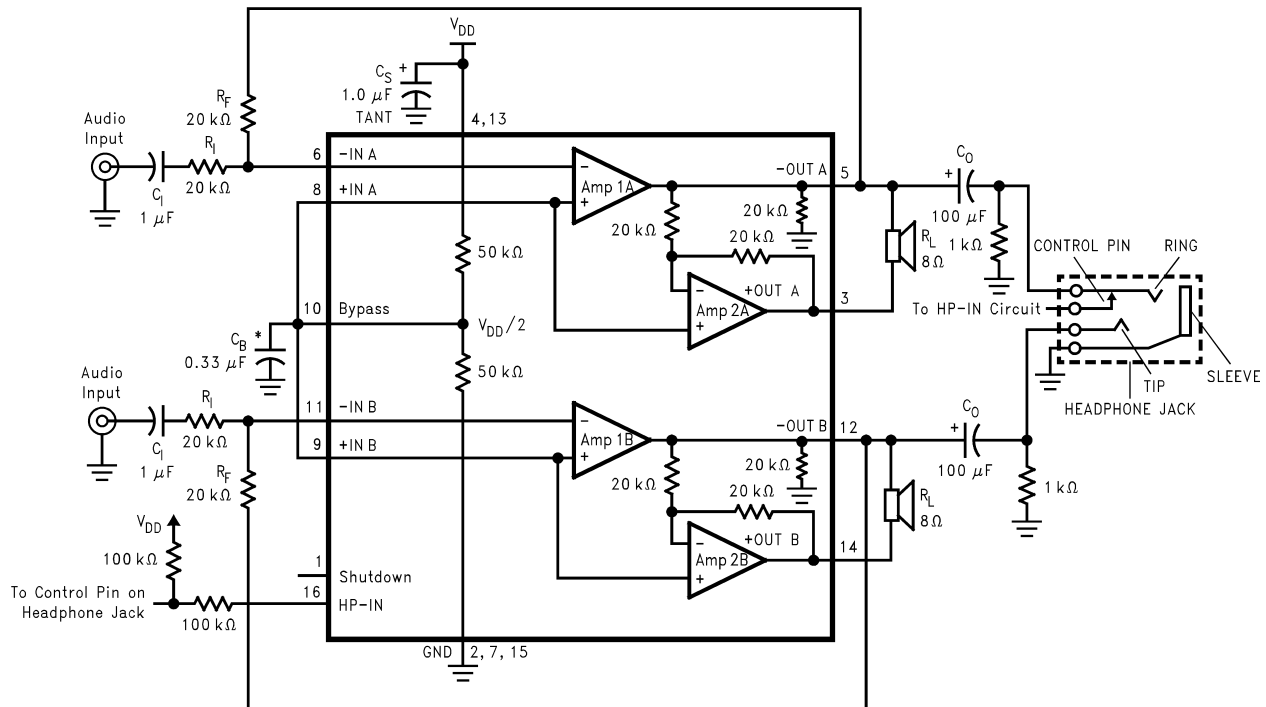 V_DD
C_S +
1.0 μF
TANT
4,13
R_F
20 kΩ
Audio
Input
R_I
20 kΩ
C_I
1 μF
6
-IN A
8
+IN A
−
Amp 1A
+
-OUT A
5
C_O
+
100 μF
1 kΩ
20 kΩ
20 kΩ
20 kΩ
R_L
8Ω
50 kΩ
−
+OUT A
Amp 2A
+
3
CONTROL PIN
RING
To HP-IN Circuit
TIP
SLEEVE
HEADPHONE JACK
10
Bypass
V_DD/2
C_B *
0.33 μF
50 kΩ
Audio
Input
R_I
20 kΩ
C_I
1 μF
11
-IN B
9
+IN B
R_F
20 kΩ
−
Amp 1B
+
-OUT B
12
C_O
+
100 μF
1 kΩ
20 kΩ
20 kΩ
20 kΩ
R_L
8Ω
−
+OUT B
Amp 2B
+
14
V_DD
100 kΩ
To Control Pin on
Headphone Jack
100 kΩ
1
Shutdown
16
HP-IN
GND
2,7,15